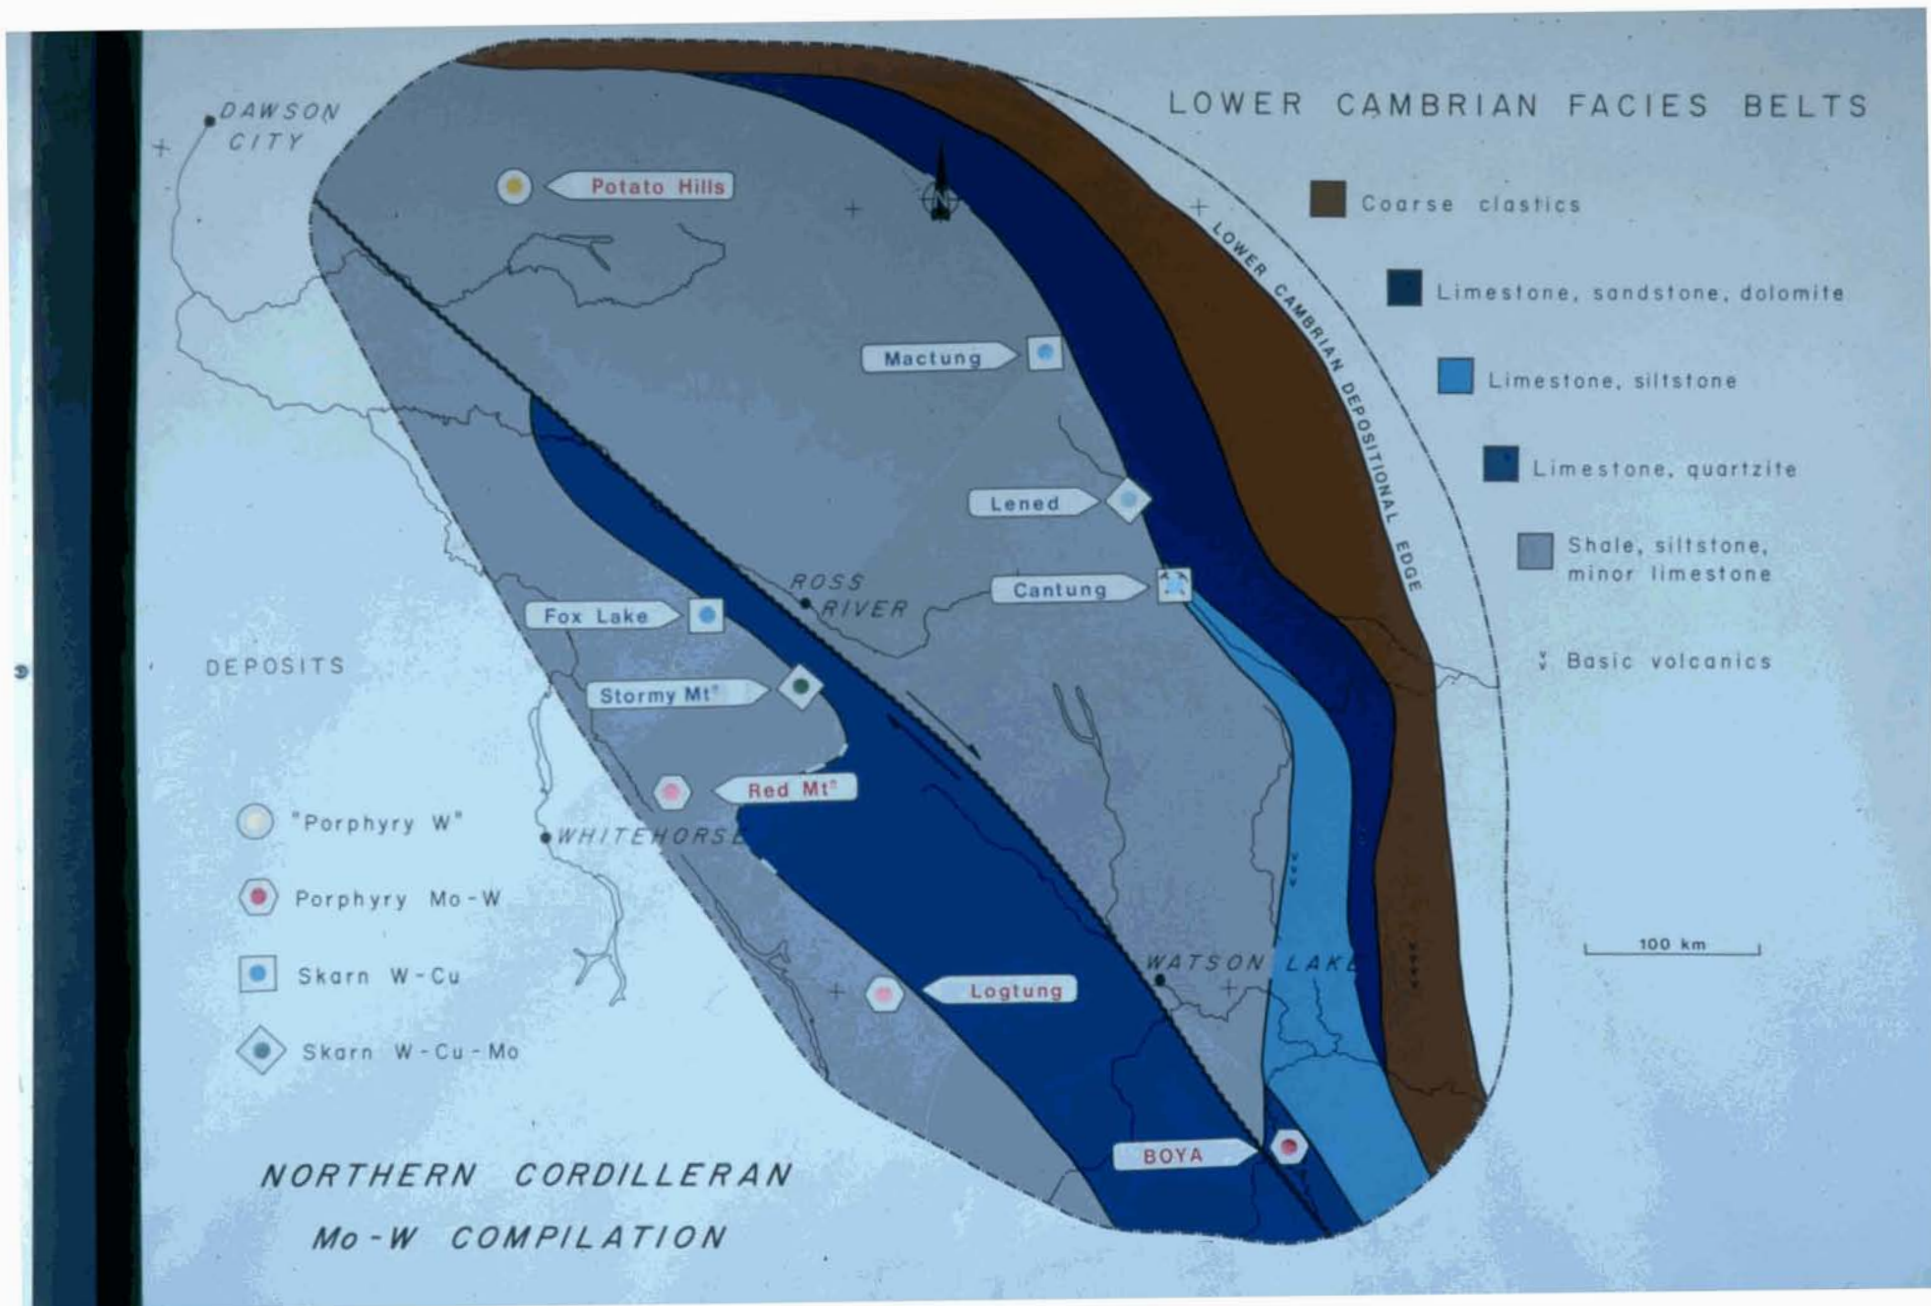 LOWER CAMBRIAN FACIES BELTS
Coarse clastics
Limestone, sandstone, dolomite
Limestone, siltstone
Limestone, quartzite
Shale, siltstone,
minor limestone
v
v
Basic volcanics
LOWER CAMBRIAN DEPOSITIONAL EDGE
DAWSON
CITY
Potato Hills
N
Mactung
Lened
Cantung
ROSS
RIVER
Fox Lake
Stormy Mtⁿ
Red Mtⁿ
WHITEHORSE
Logtung
WATSON LAKE
BOYA
100 km
DEPOSITS
"Porphyry W"
Porphyry Mo-W
Skarn W-Cu
Skarn W-Cu-Mo
NORTHERN CORDILLERAN
Mo-W COMPILATION